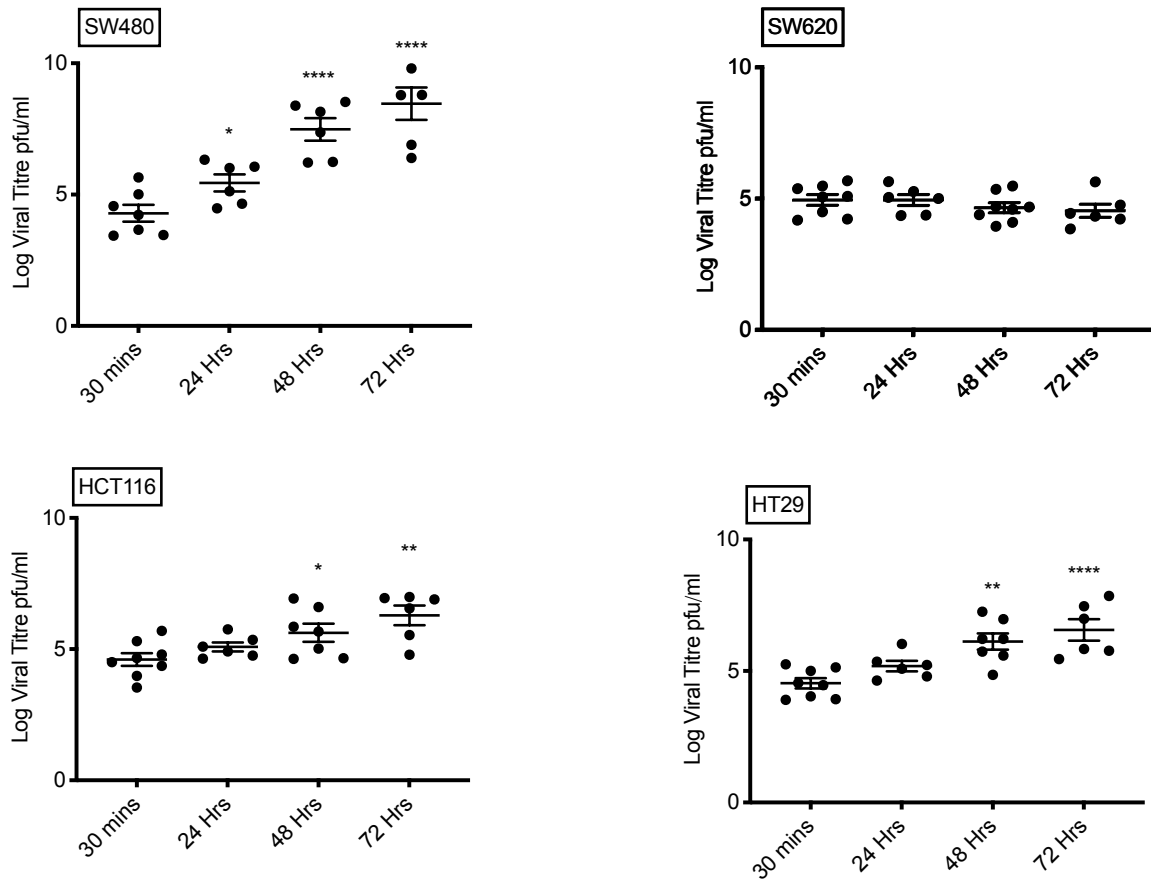 SW480
****
****
*
10
5
0
Log Viral Titre pfu/ml
30 mins
24 Hrs
48 Hrs
72 Hrs
SW620
10
5
0
Log Viral Titre pfu/ml
30 mins
24 Hrs
48 Hrs
72 Hrs
HCT116
**
*
10
5
0
Log Viral Titre pfu/ml
30 mins
24 Hrs
48 Hrs
72 Hrs
HT29
****
**
10
5
0
Log Viral Titre pfu/ml
30 mins
24 Hrs
48 Hrs
72 Hrs